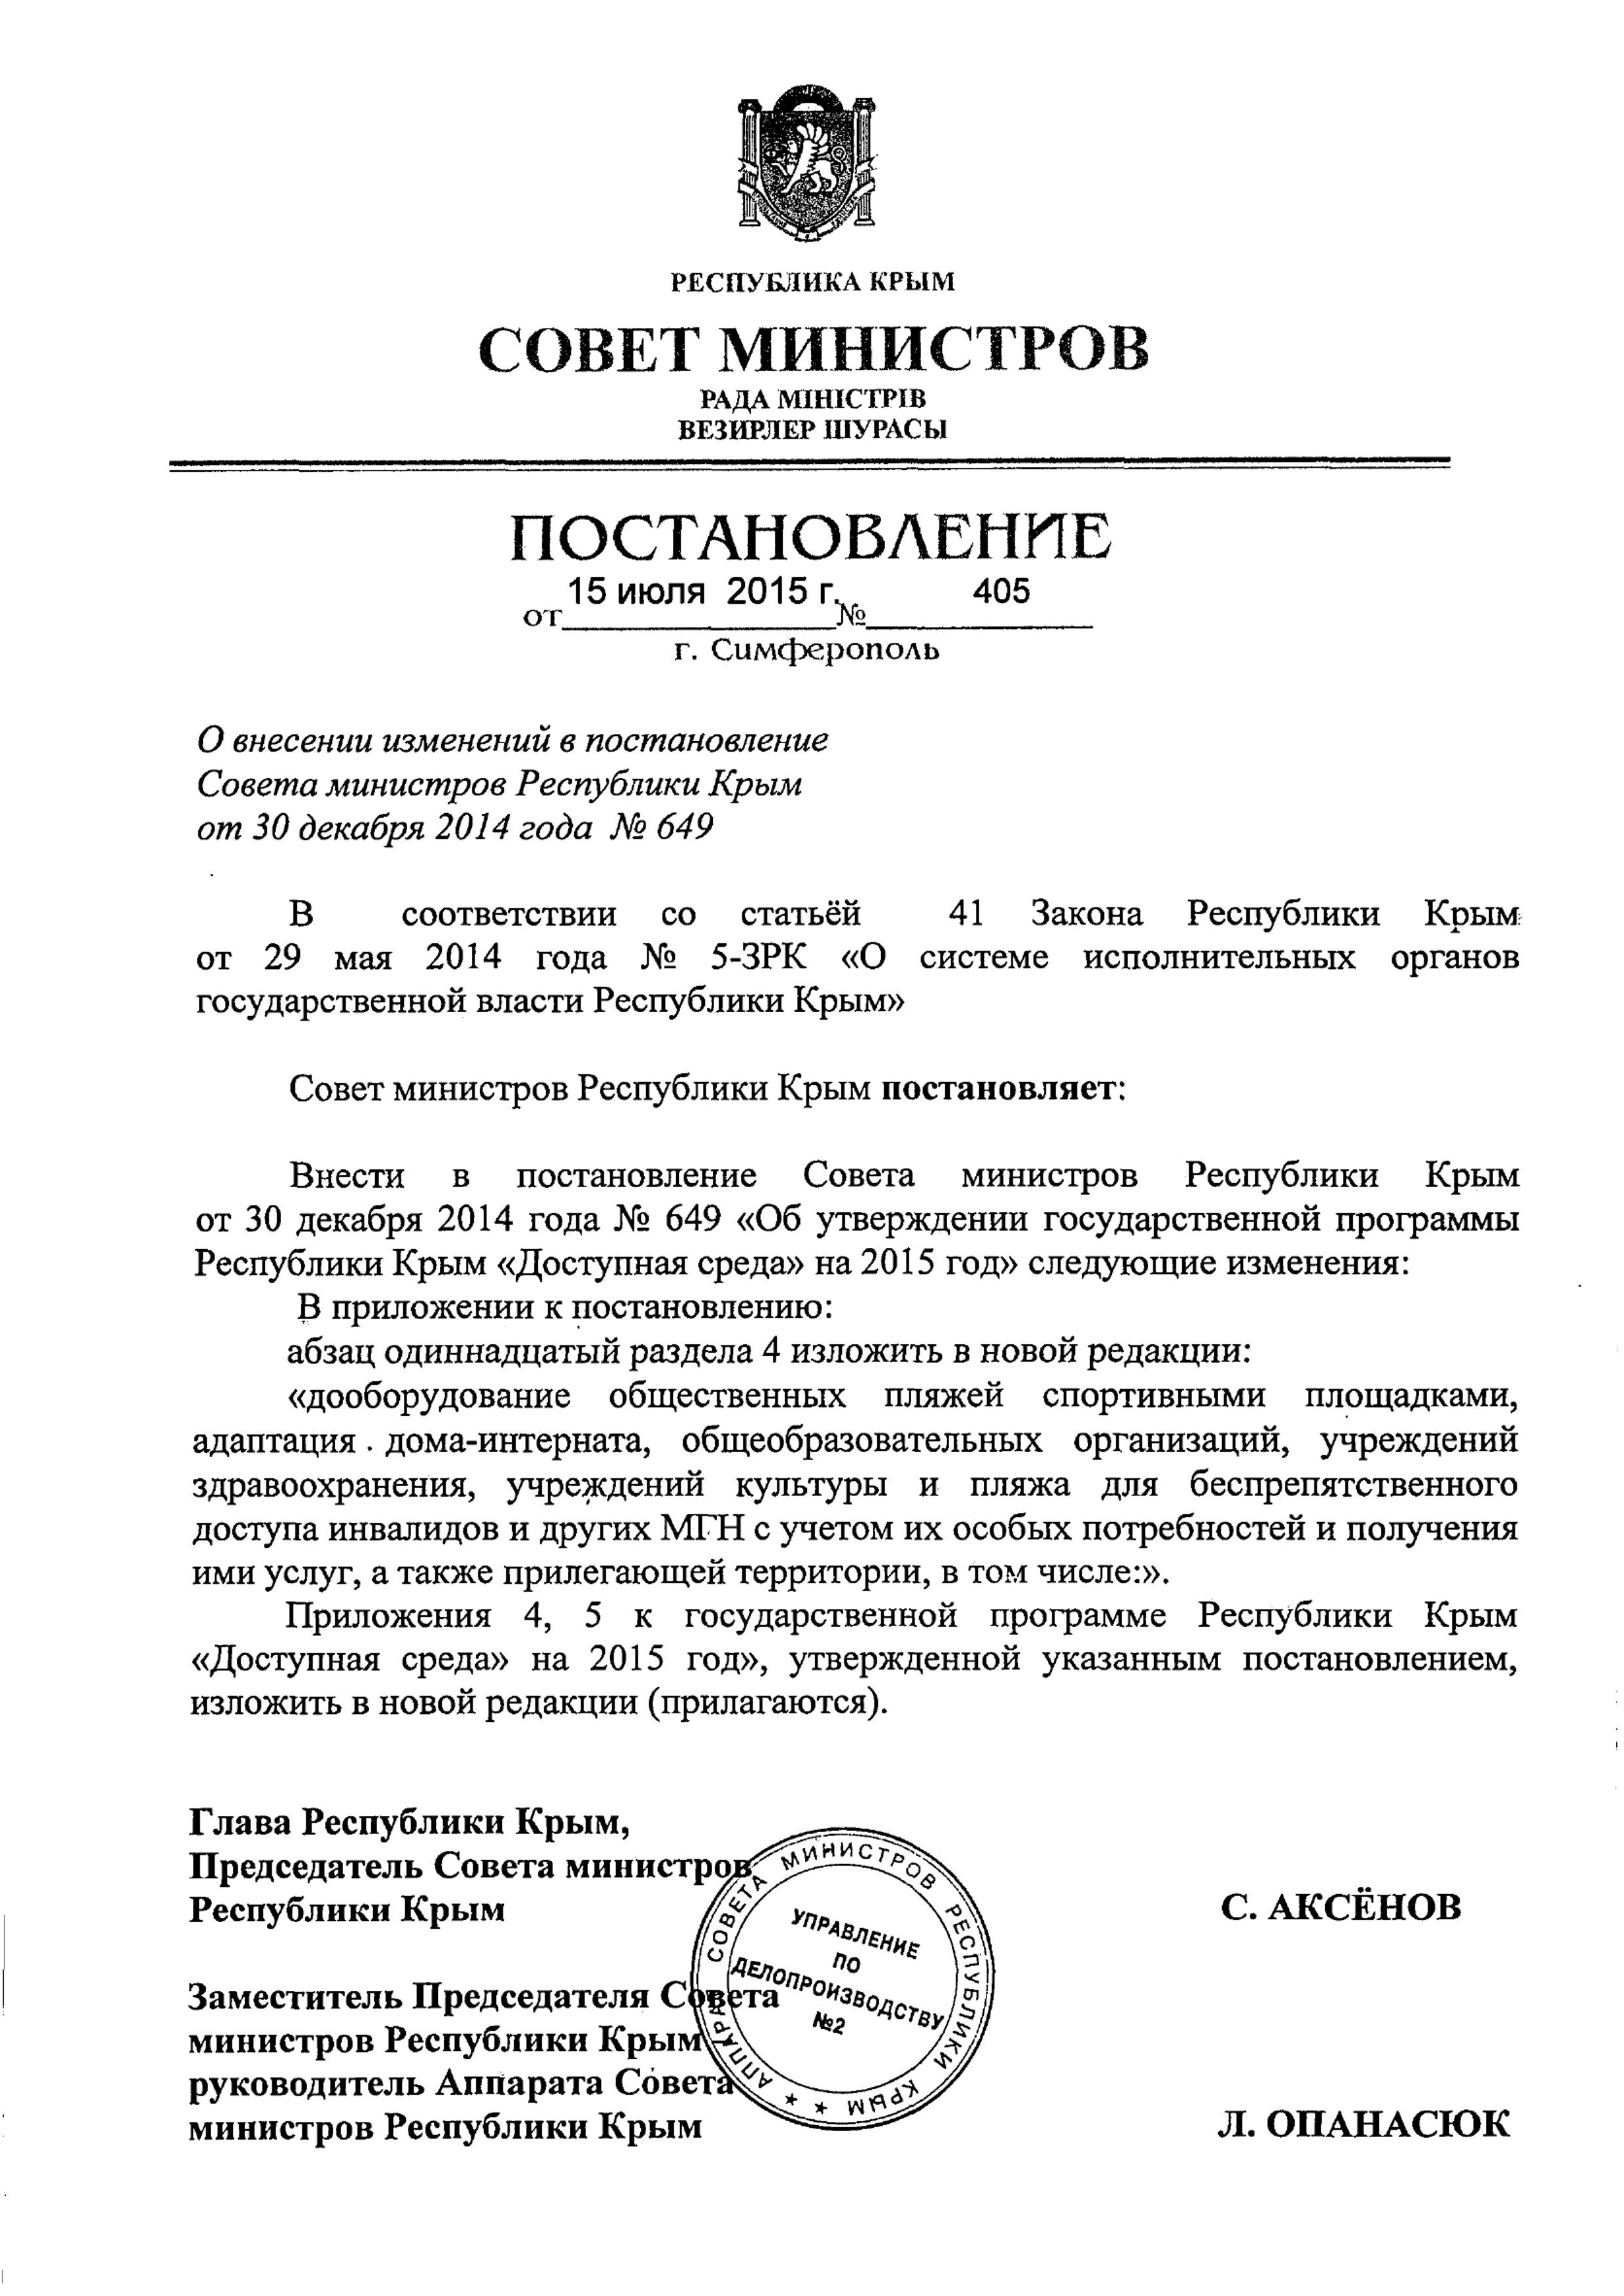 РЕСПУБЛИКА КРЫМ
СОВЕТ МИНИСТРОВ
РАДА МІНІСТРІВ
ВЕЗИРЛЕР ШУРАСЫ
ПОСТАНОВЛЕНИЕ
от 15 июля 2015 г. № 405
г. Симферополь
О внесении изменений в постановление
Совета министров Республики Крым
от 30 декабря 2014 года № 649
В соответствии со статьёй 41 Закона Республики Крым
от 29 мая 2014 года № 5-ЗРК «О системе исполнительных органов
государственной власти Республики Крым»
Совет министров Республики Крым постановляет:
Внести в постановление Совета министров Республики Крым
от 30 декабря 2014 года № 649 «Об утверждении государственной программы
Республики Крым «Доступная среда» на 2015 год» следующие изменения:
В приложении к постановлению:
абзац одиннадцатый раздела 4 изложить в новой редакции:
«дооборудование общественных пляжей спортивными площадками,
адаптация дома-интерната, общеобразовательных организаций, учреждений
здравоохранения, учреждений культуры и пляжа для беспрепятственного
доступа инвалидов и других МГН с учетом их особых потребностей и получения
ими услуг, а также прилегающей территории, в том числе:».
Приложения 4, 5 к государственной программе Республики Крым
«Доступная среда» на 2015 год», утвержденной указанным постановлением,
изложить в новой редакции (прилагаются).
Глава Республики Крым,
Председатель Совета министров
Республики Крым С. АКСЁНОВ
Заместитель Председателя Совета
министров Республики Крым
руководитель Аппарата Совета
министров Республики Крым Л. ОПАНАСЮК
АППАРАТ СОВЕТА МИНИСТРОВ РЕСПУБЛИКИ КРЫМ
УПРАВЛЕНИЕ
ПО
ДЕЛОПРОИЗВОДСТВУ
№2